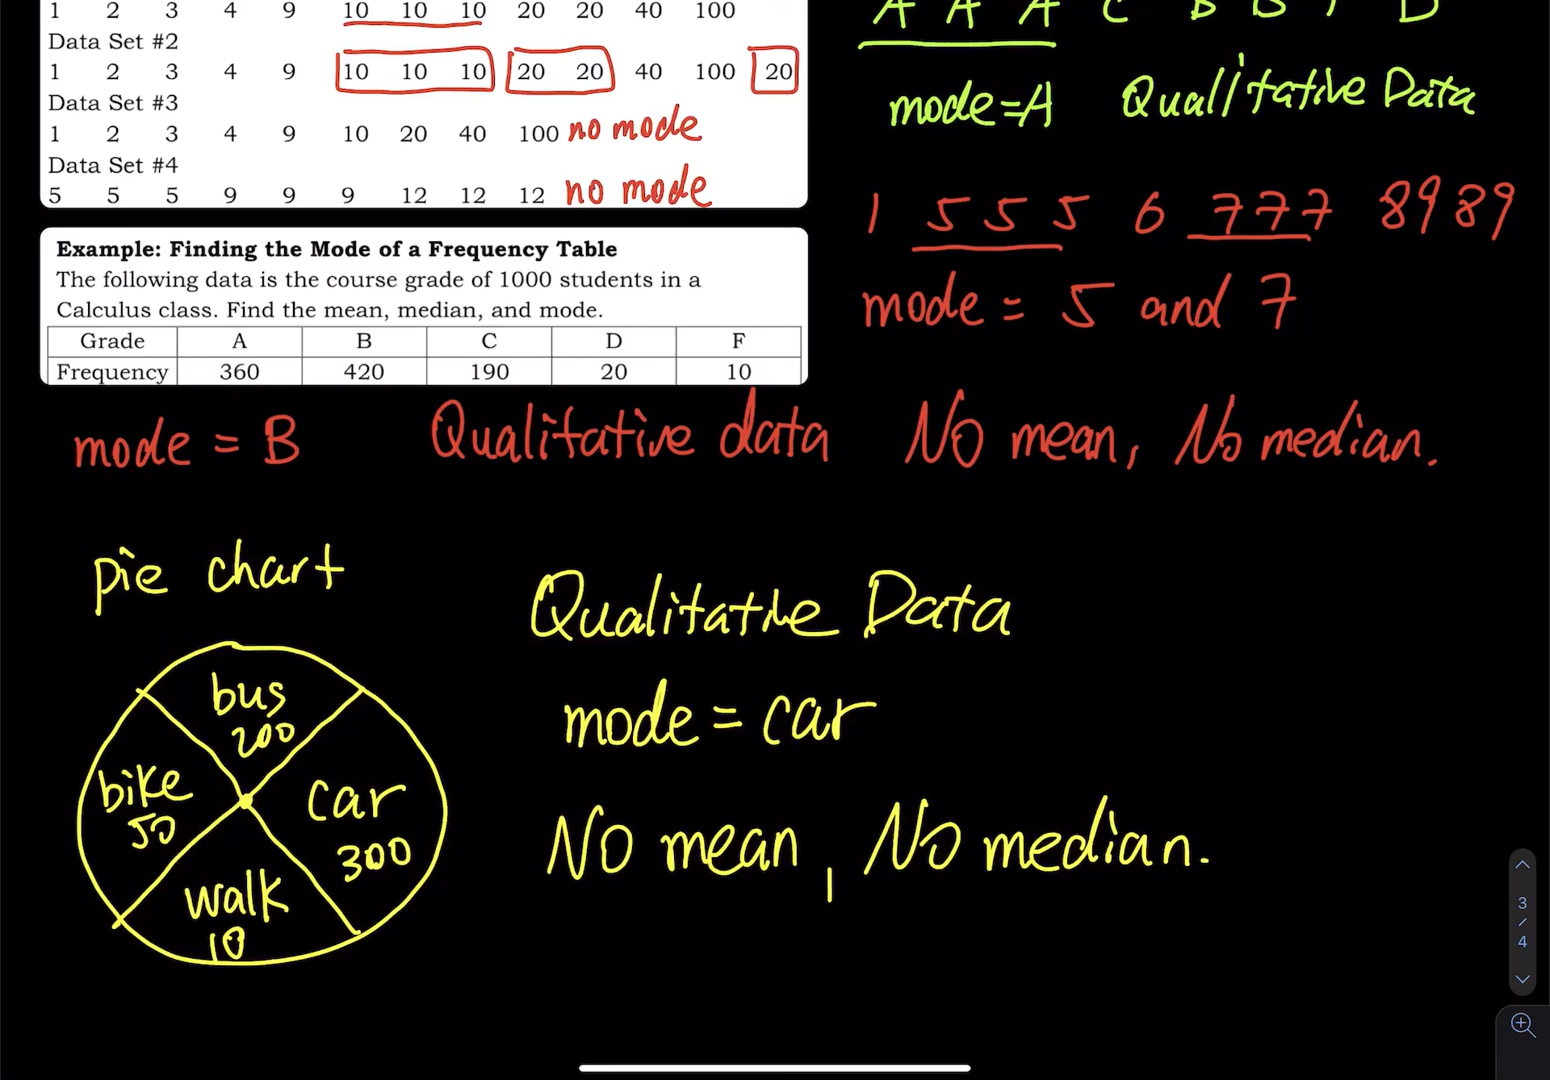 1 2 3 4 9 10 10 10 20 20 40 100
Data Set #2
1 2 3 4 9 10 10 10 20 20 40 100 20
Data Set #3
1 2 3 4 9 10 20 40 100 no mode
Data Set #4
5 5 5 9 9 9 12 12 12 no mode
A A A C B B F D
mode=A Qualitative Data
1 5 5 5 6 7 7 7 8 9 8 9
mode = 5 and 7
Example: Finding the Mode of a Frequency Table
The following data is the course grade of 1000 students in a
Calculus class. Find the mean, median, and mode.
Grade A B C D F
Frequency 360 420 190 20 10
mode = B Qualitative data No mean, No median.
pie chart
bus
200
bike
50
car
300
walk
10
Qualitative Data
mode = car
No mean, No median.
3
/
4